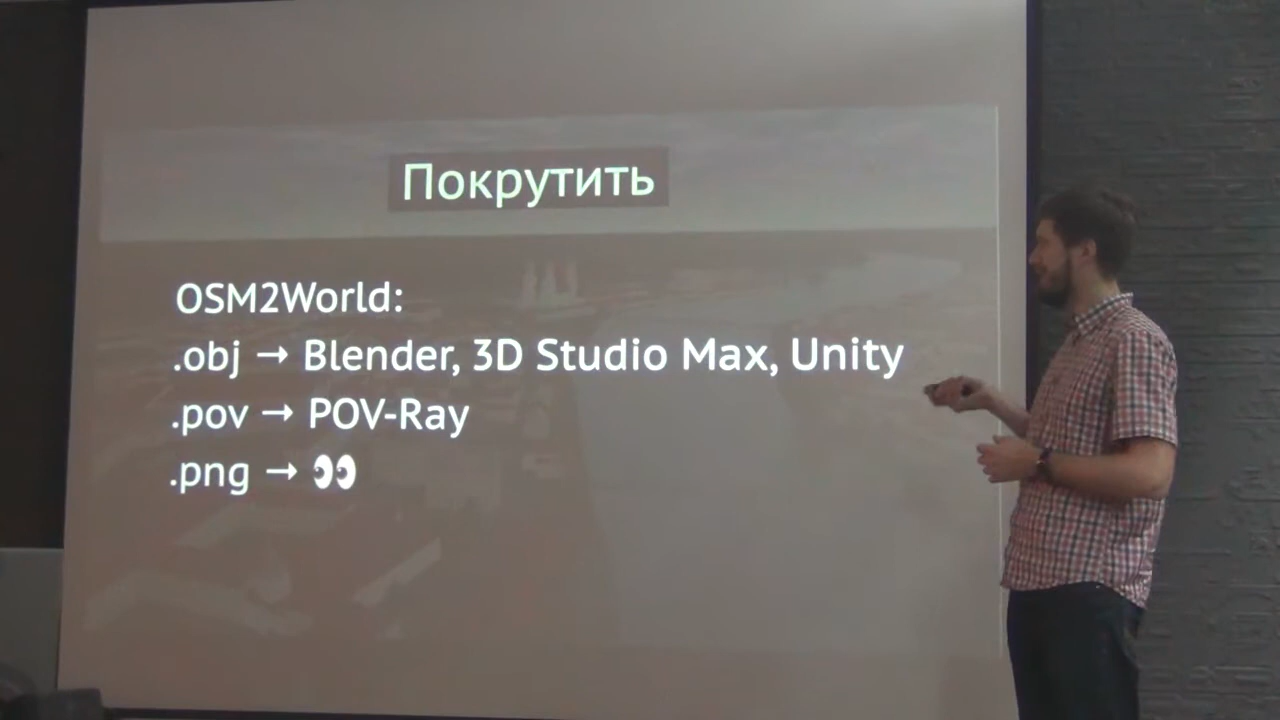 Покрутить
OSM2World:
.obj → Blender, 3D Studio Max, Unity
.pov → POV-Ray
.png → 👀